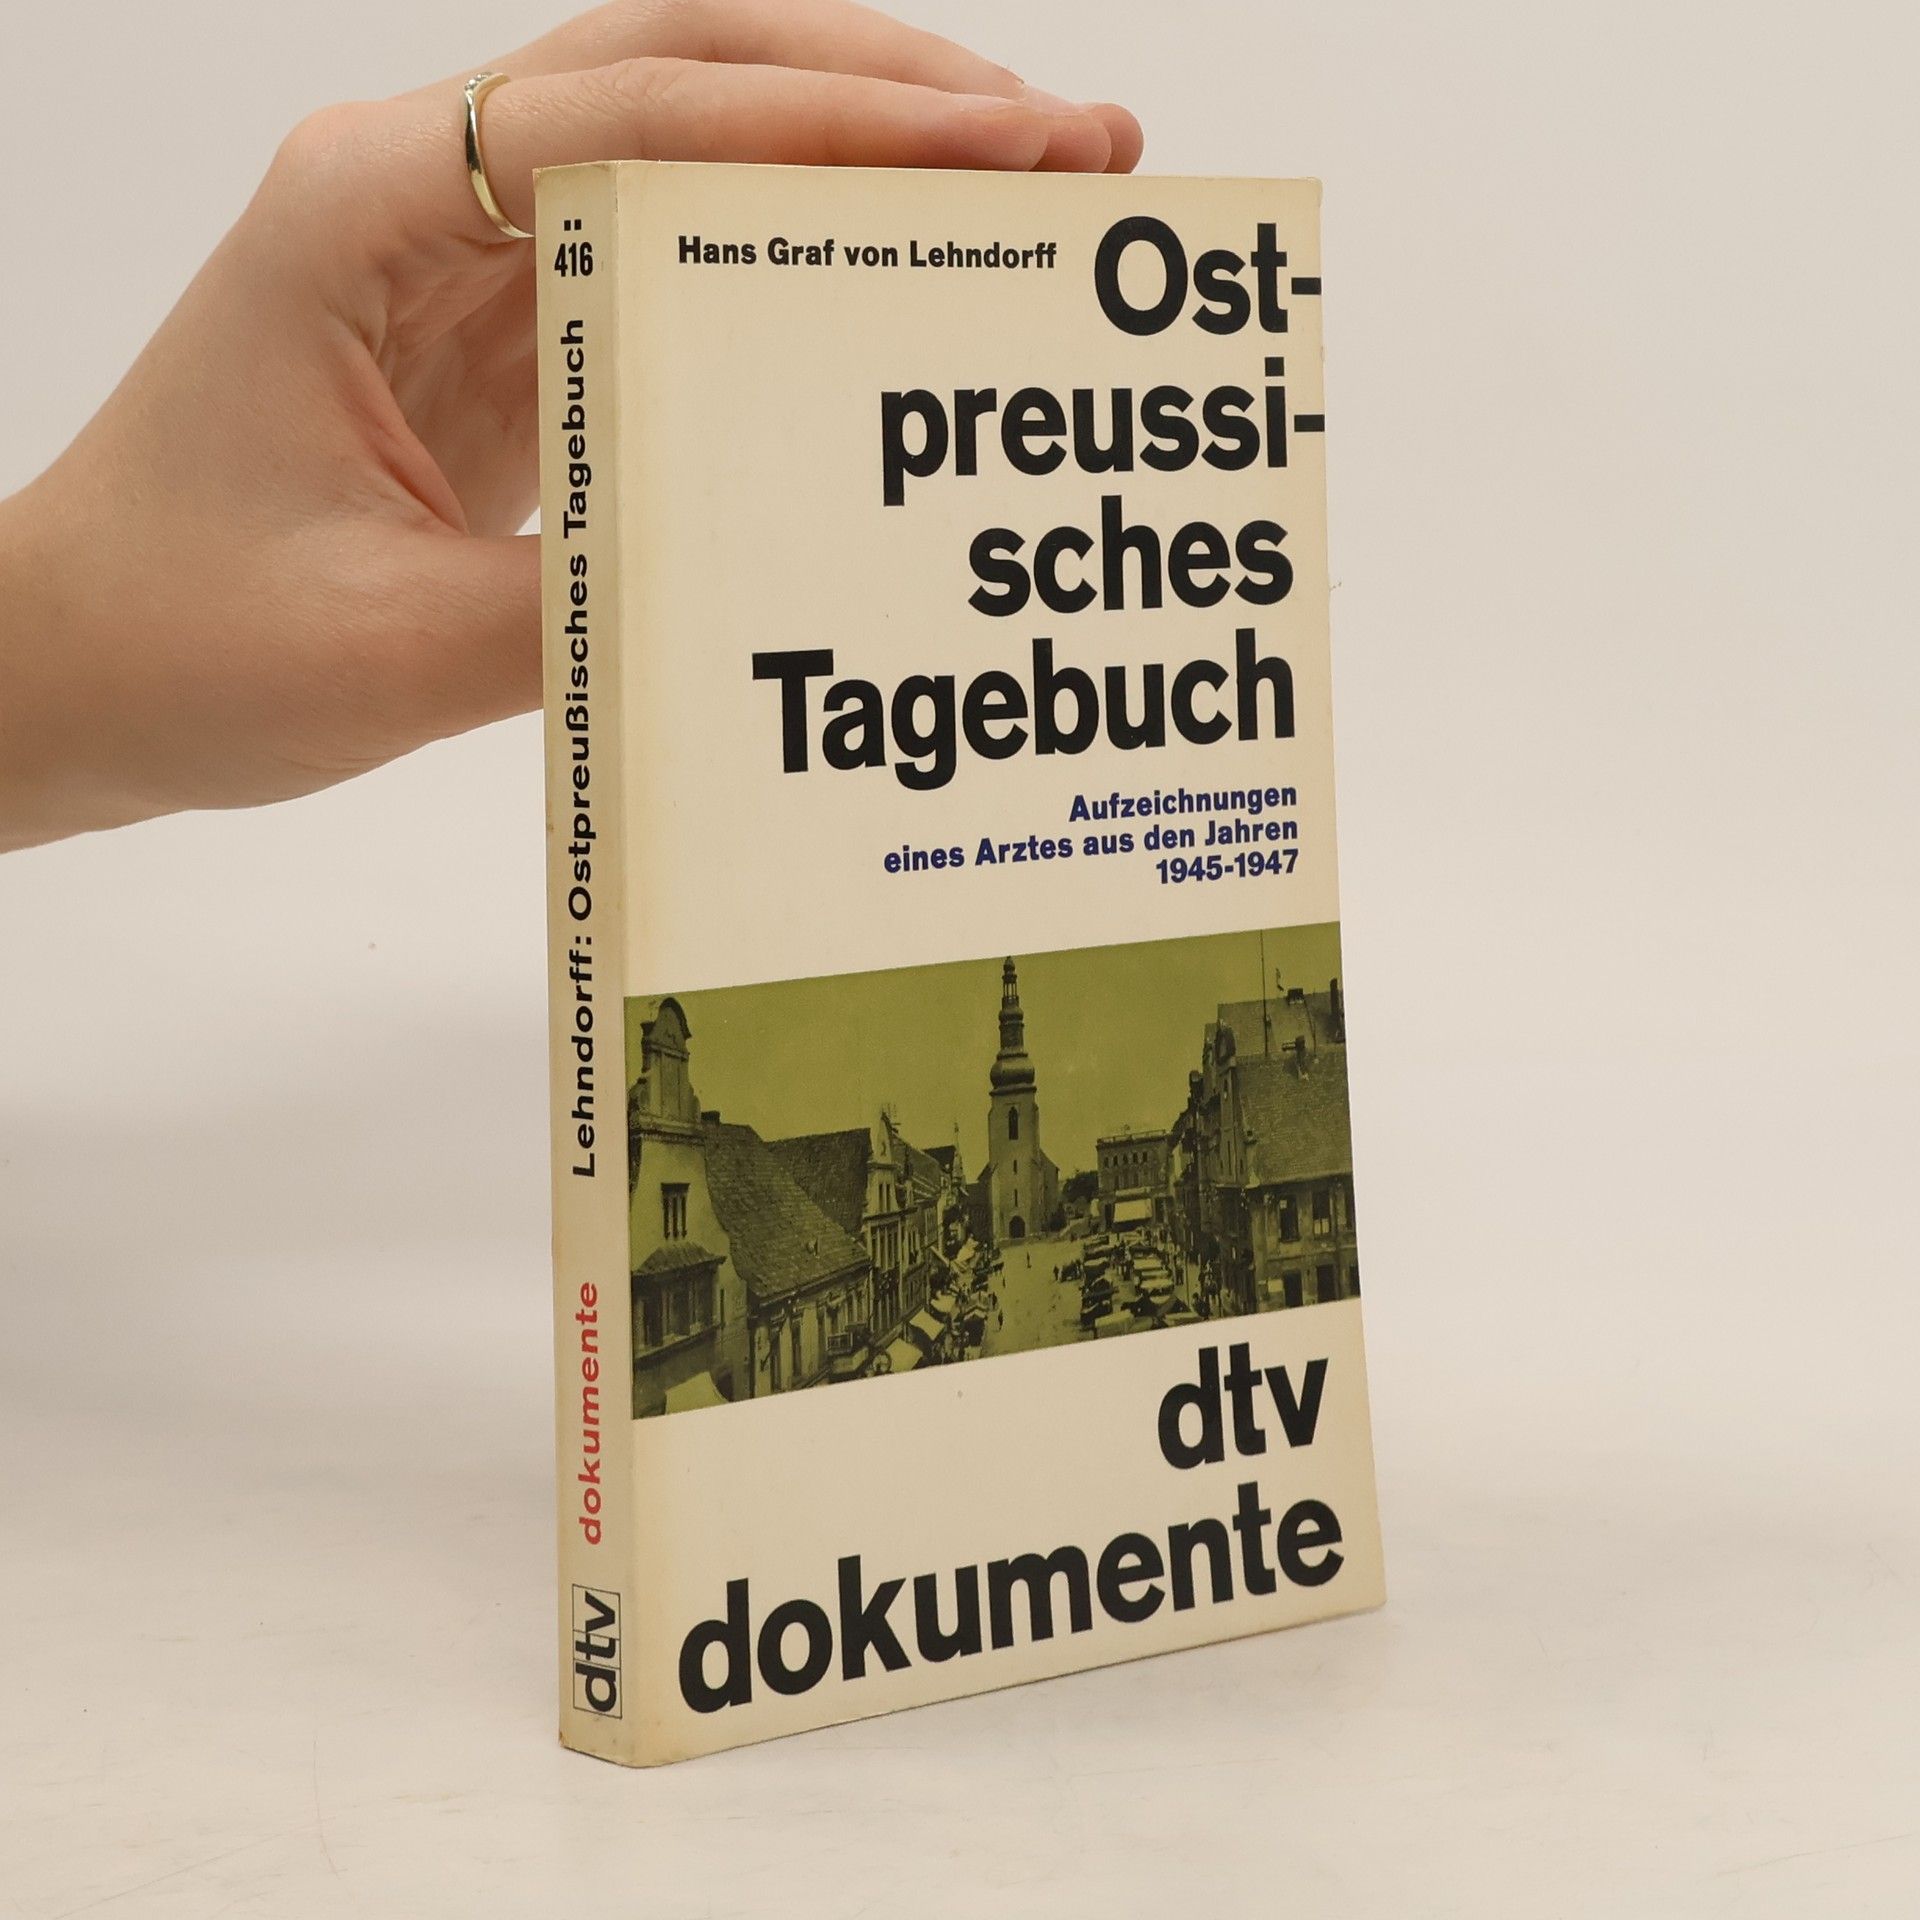 Hans Graf von Lehndorff
Ost-
preussi-
sches
Tagebuch
Aufzeichnungen
eines Arztes aus den Jahren
1945-1947
dtv
dokumente
416
Lehndorff: Ostpreußisches Tagebuch
dokumente
dtv